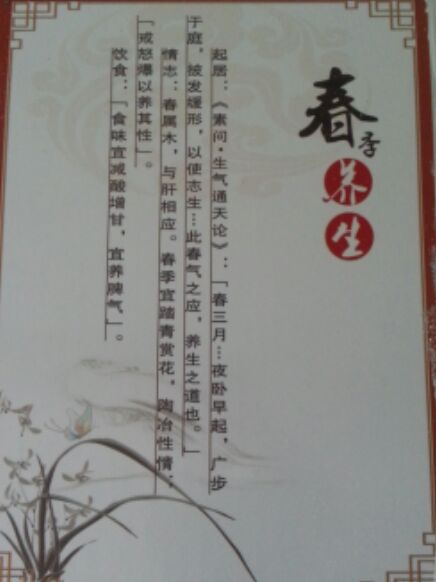 春季养生
起居：《素问·生气通天论》：「春三月…夜卧早起，广步
于庭，被发缓形，以使志生…此春气之应，养生之道也。」
情志：春属木，与肝相应。春季宜踏青赏花，陶冶性情；
「戒怒爆以养其性」。
饮食：「食味宜减酸增甘，宜养脾气」。